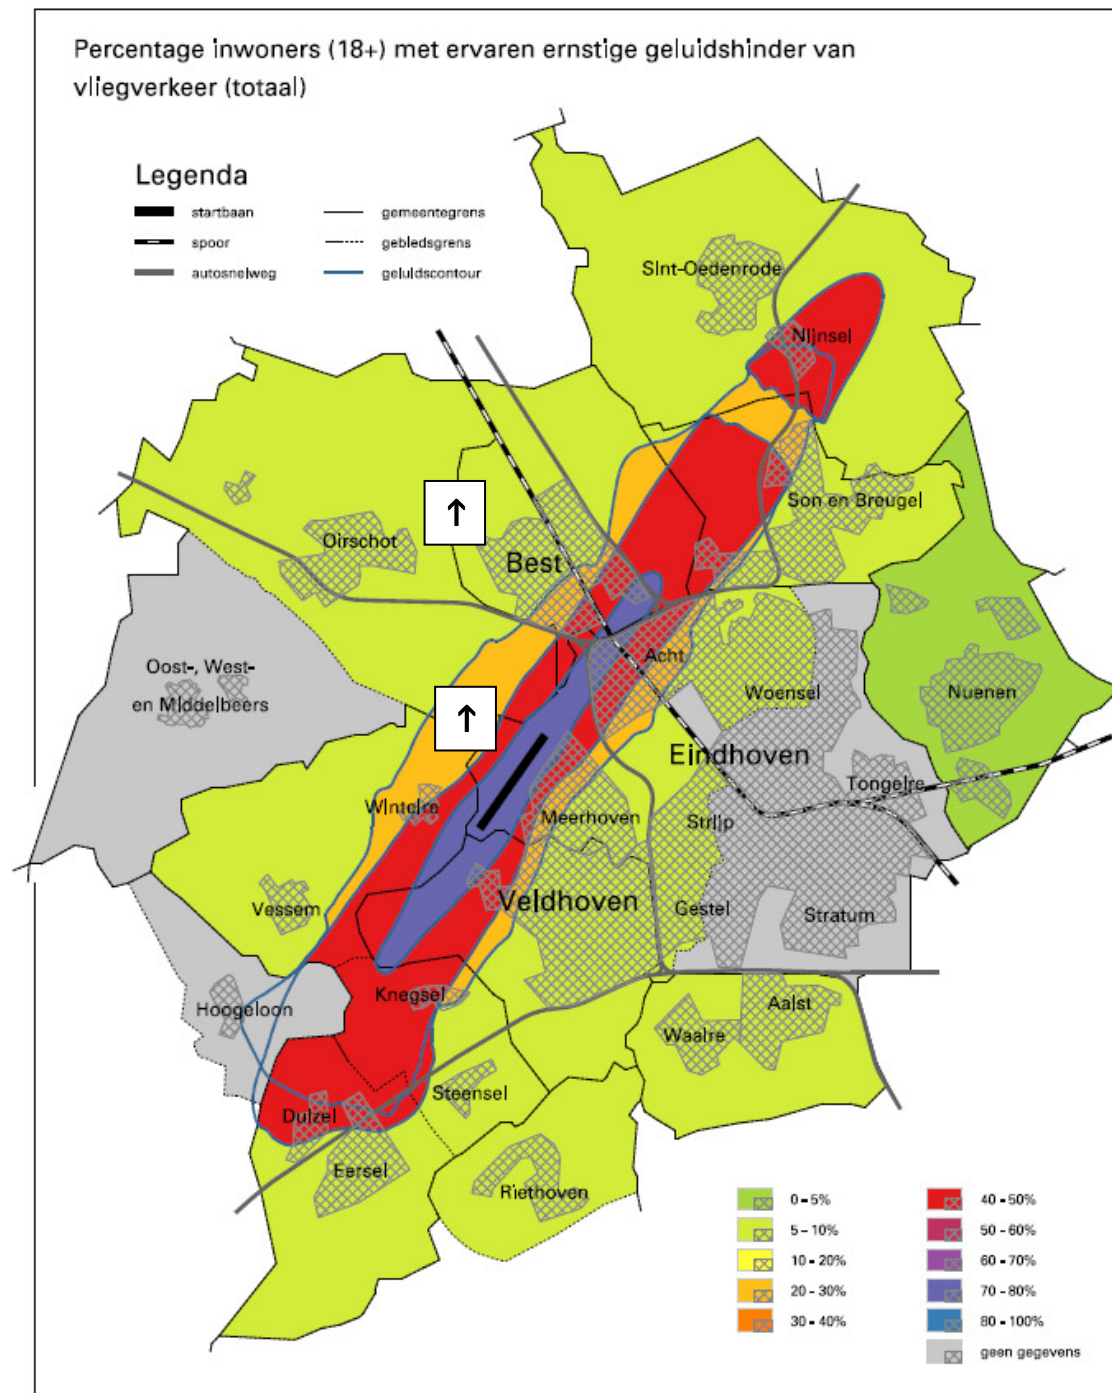 Percentage inwoners (18+) met ervaren ernstige geluidshinder van
vliegverkeer (totaal)
Legenda
startbaan
gemeentegrens
spoor
gebiedsgrens
autosnelweg
geluidscontour
Sint-Oedenrode
Nijnsel
Son en Breugel
Oirschot
↑
Best
Acht
Oost-, West-
en Middelbeers
Woensel
Nuenen
↑
Eindhoven
Tongelre
Wintelre
Meerhoven
Strijp
Vessem
Veldhoven
Gestel
Stratum
Hoogeloon
Knegsel
Aalst
Waalre
Steensel
Duizel
Eersel
Riethoven
0 - 5%
5 - 10%
10 - 20%
20 - 30%
30 - 40%
40 - 50%
50 - 60%
60 - 70%
70 - 80%
80 - 100%
geen gegevens